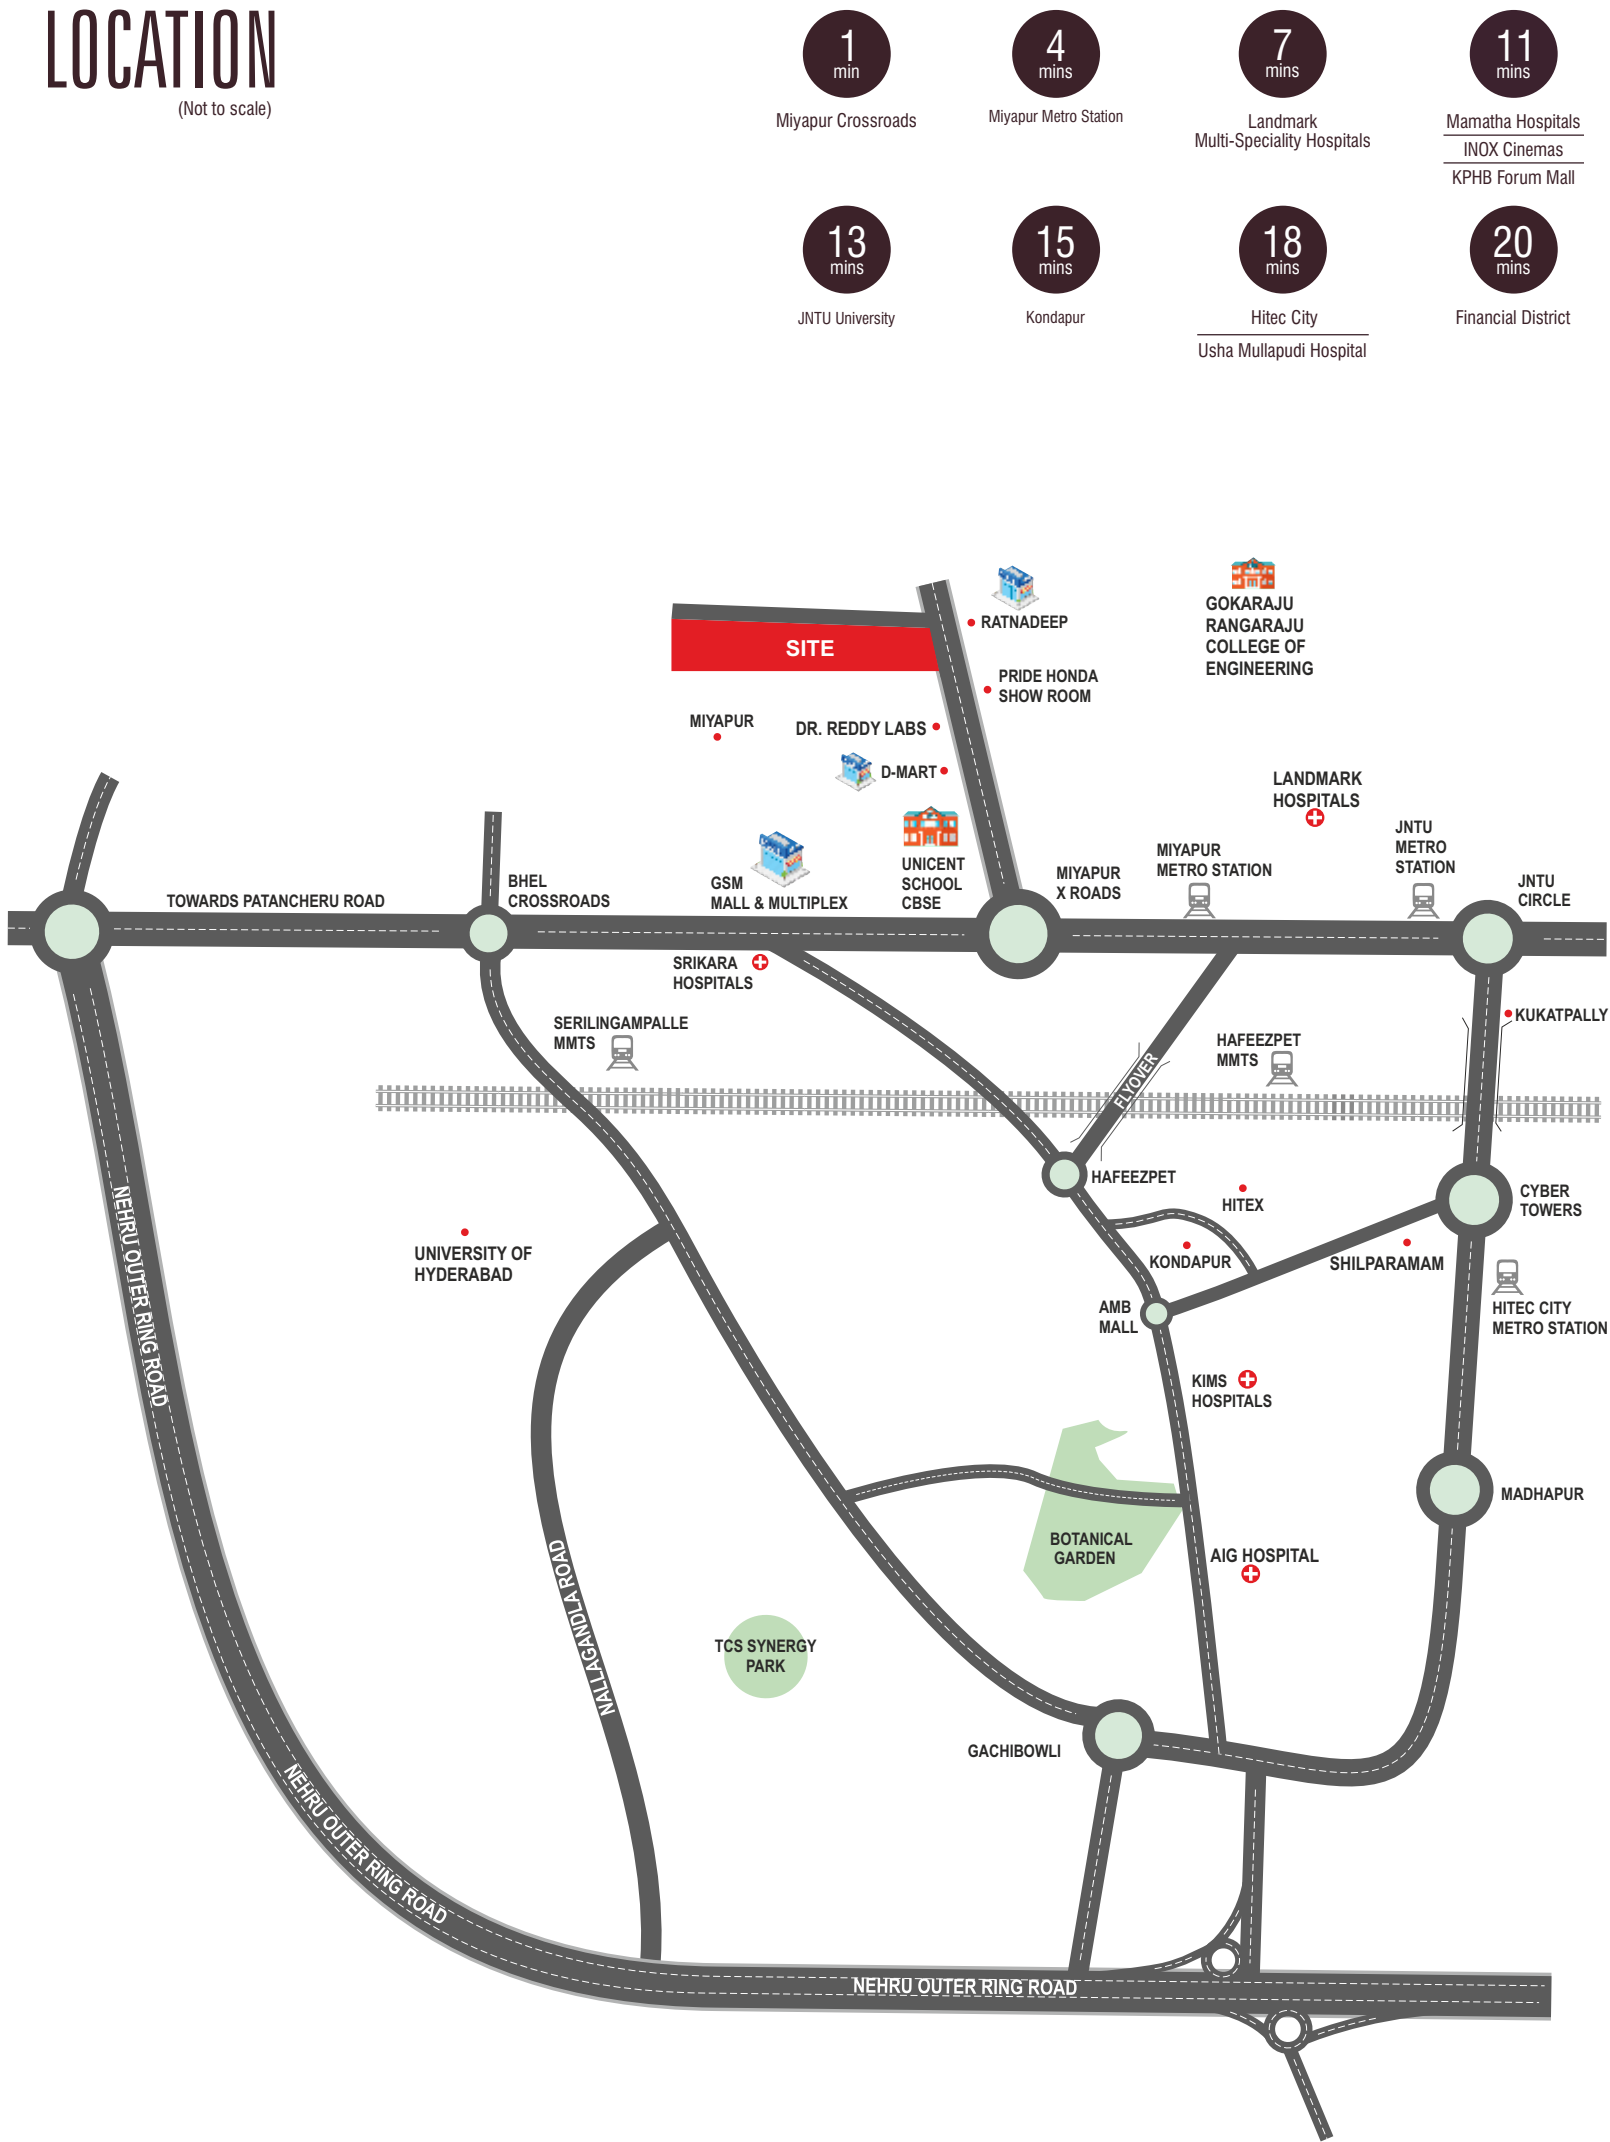 LOCATION
(Not to scale)
1
min
Miyapur Crossroads
4
mins
Miyapur Metro Station
7
mins
Landmark
Multi-Speciality Hospitals
11
mins
Mamatha Hospitals
INOX Cinemas
KPHB Forum Mall
13
mins
JNTU University
15
mins
Kondapur
18
mins
Hitec City
Usha Mullapudi Hospital
20
mins
Financial District
RATNADEEP
GOKARAJU
RANGARAJU
COLLEGE OF
ENGINEERING
SITE
PRIDE HONDA
SHOW ROOM
MIYAPUR
DR. REDDY LABS
D-MART
LANDMARK
HOSPITALS
JNTU
METRO
STATION
MIYAPUR
METRO STATION
UNICENT
SCHOOL
CBSE
MIYAPUR
X ROADS
GSM
MALL & MULTIPLEX
BHEL
CROSSROADS
JNTU
CIRCLE
TOWARDS PATANCHERU ROAD
SRIKARA
HOSPITALS
SERILINGAMPALLE
MMTS
KUKATPALLY
HAFEEZPET
MMTS
FLYOVER
HAFEEZPET
HITEX
CYBER
TOWERS
UNIVERSITY OF
HYDERABAD
KONDAPUR
SHILPARAMAM
AMB
MALL
HITEC CITY
METRO STATION
NEHRU OUTER RING ROAD
KIMS
HOSPITALS
MADHAPUR
BOTANICAL
GARDEN
AIG HOSPITAL
NALLAGANDLA ROAD
TCS SYNERGY
PARK
GACHIBOWLI
NEHRU OUTER RING ROAD
NEHRU OUTER RING ROAD